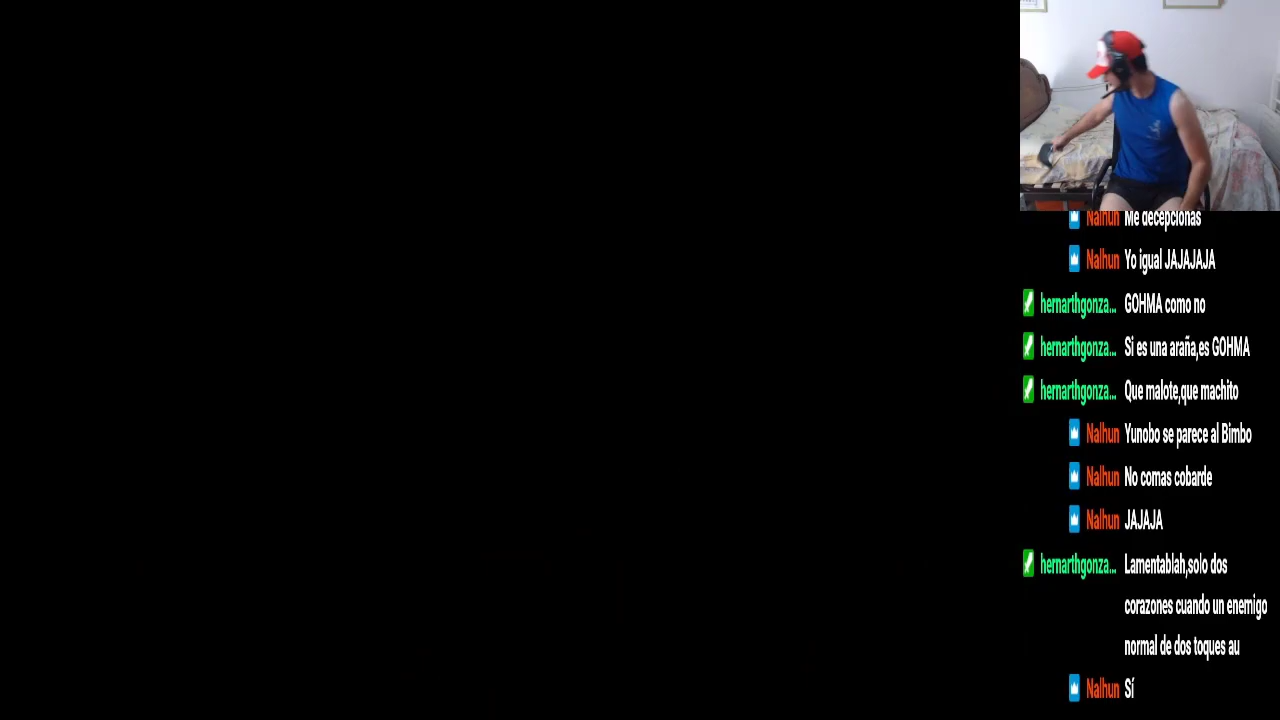 Nalhun Me decepcionas
Nalhun Yo igual JAJAJAJA
hernarthgonza... GOHMA como no
hernarthgonza... Si es una araña,es GOHMA
hernarthgonza... Que malote,que machito
Nalhun Yunobo se parece al Bimbo
Nalhun No comas cobarde
Nalhun JAJAJA
hernarthgonza... Lamentablah,solo dos
corazones cuando un enemigo
normal de dos toques au
Nalhun Sí